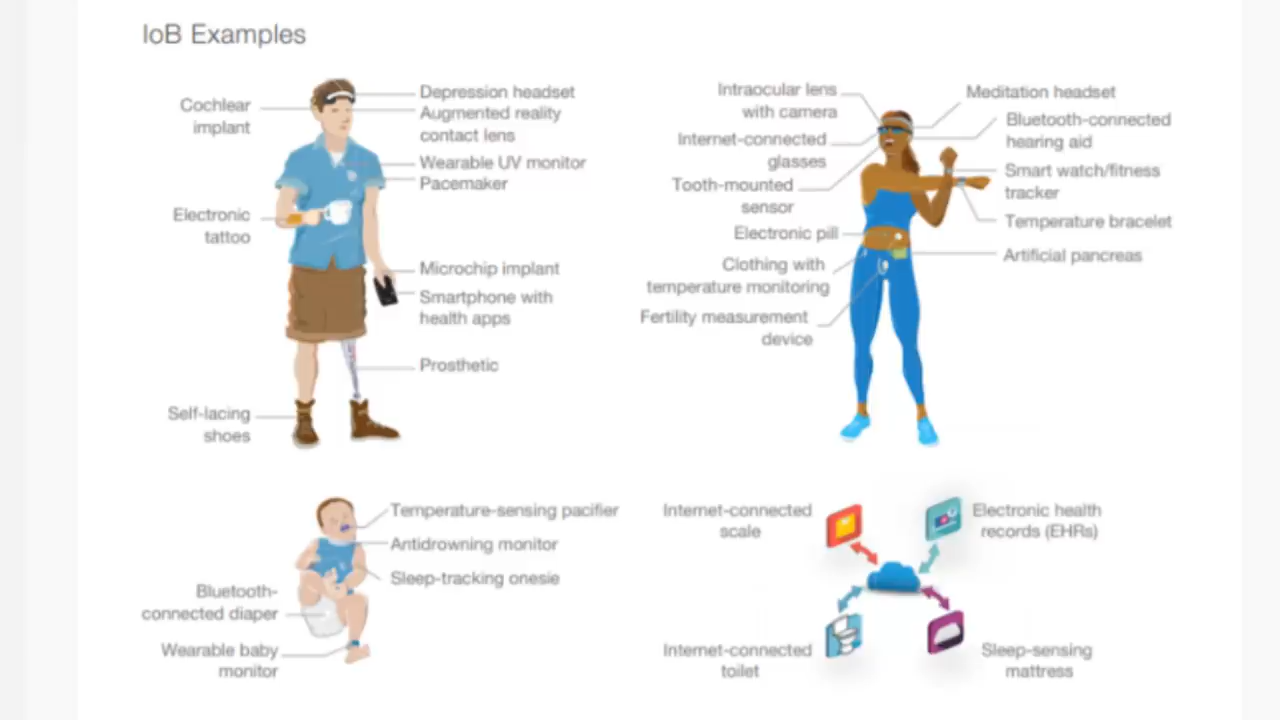 IoB Examples
Cochlear
implant
Depression headset
Augmented reality
contact lens
Wearable UV monitor
Pacemaker
Electronic
tattoo
Microchip implant
Smartphone with
health apps
Prosthetic
Self-lacing
shoes
Intraocular lens
with camera
Internet-connected
glasses
Tooth-mounted
sensor
Electronic pill
Clothing with
temperature monitoring
Fertility measurement
device
Meditation headset
Bluetooth-connected
hearing aid
Smart watch/fitness
tracker
Temperature bracelet
Artificial pancreas
Temperature-sensing pacifier
Antidrowning monitor
Sleep-tracking onesie
Bluetooth-
connected diaper
Wearable baby
monitor
Internet-connected
scale
Electronic health
records (EHRs)
Internet-connected
toilet
Sleep-sensing
mattress